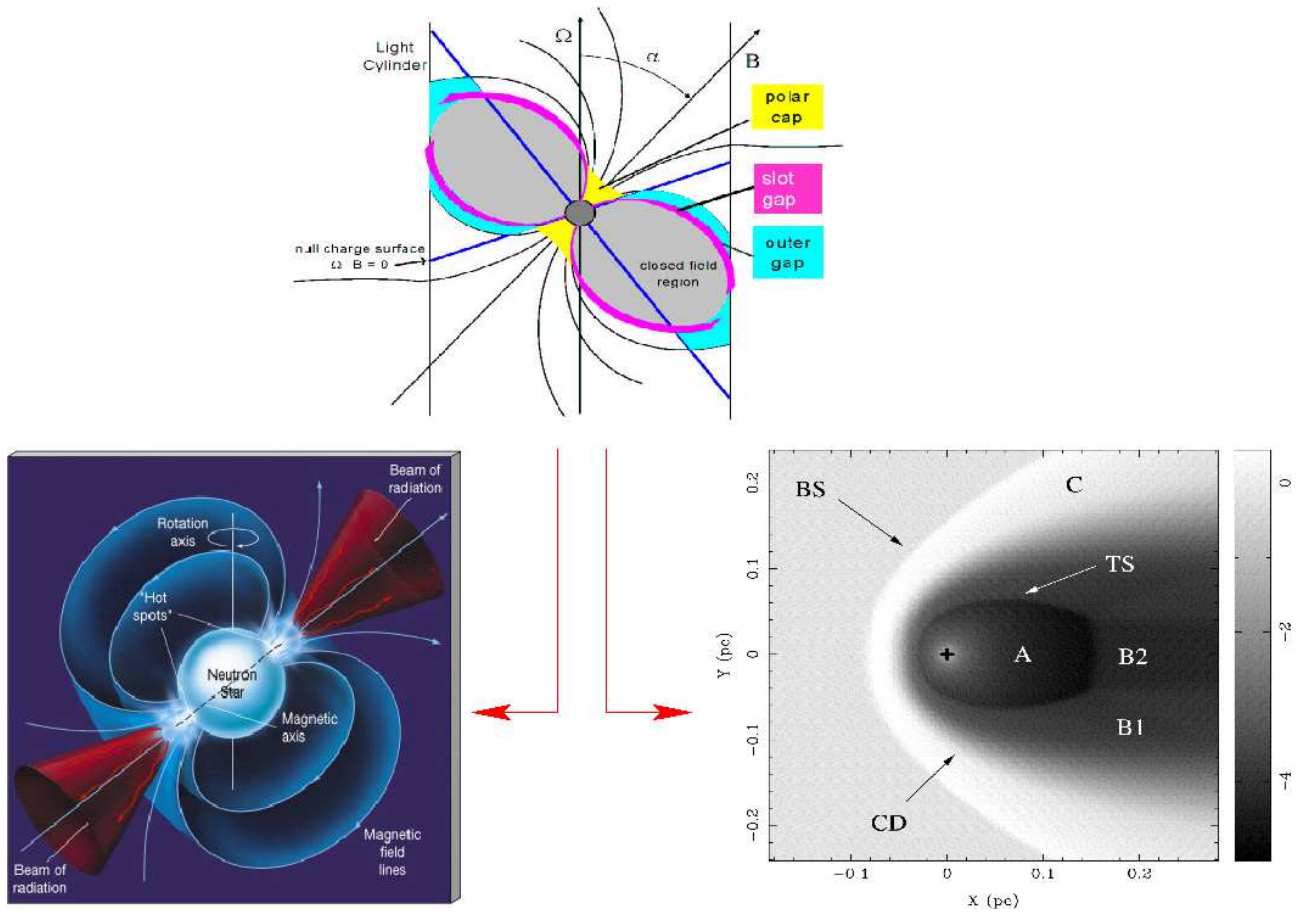 Light
Cylinder
Ω
α
B
polar
cap
slot
gap
outer
gap
null charge surface
Ω B = 0
closed field
region
Beam of
radiation
Rotation
axis
"Hot
spots"
Neutron
Star
Magnetic
axis
Magnetic
field
lines
Beam of
radiation
BS
C
TS
A
B2
B1
CD
Y (pc)
0.2
0.1
0
-0.1
-0.2
-0.1
0
0.1
0.2
X (pc)
0
-2
-4